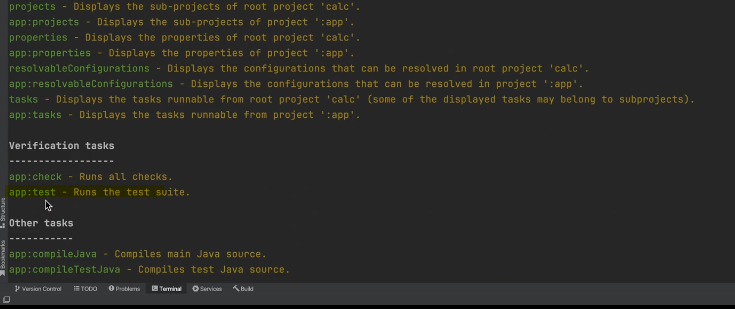 projects - Displays the sub-projects of root project 'calc'.
app:projects - Displays the sub-projects of project ':app'.
properties - Displays the properties of root project 'calc'.
app:properties - Displays the properties of project ':app'.
resolvableConfigurations - Displays the configurations that can be resolved in root project 'calc'.
app:resolvableConfigurations - Displays the configurations that can be resolved in project ':app'.
tasks - Displays the tasks runnable from root project 'calc' (some of the displayed tasks may belong to subprojects).
app:tasks - Displays the tasks runnable from project ':app'.
Verification tasks
------------------
app:check - Runs all checks.
app:test - Runs the test suite.
Other tasks
-----------
app:compileJava - Compiles main Java source.
app:compileTestJava - Compiles test Java source.
Structure
Bookmarks
Version Control TODO Problems Terminal Services Build